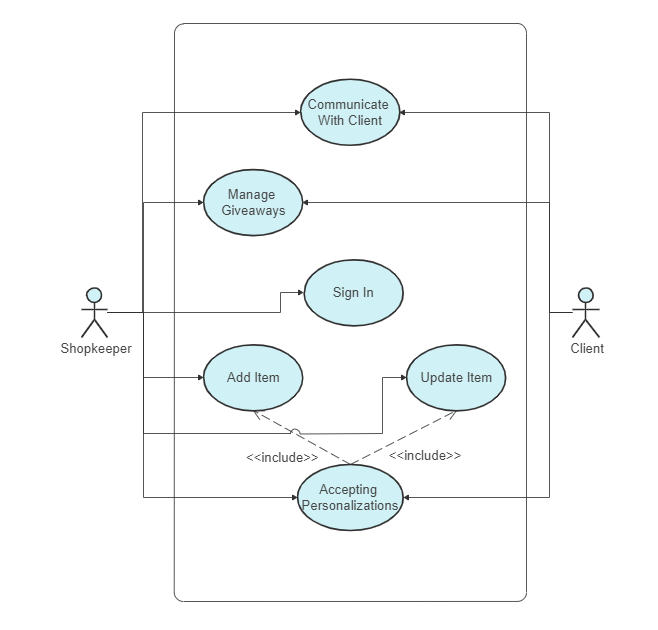 Communicate
With Client
Manage
Giveaways
Sign In
Shopkeeper
Client
Add Item
Update Item
<<include>>
<<include>>
Accepting
Personalizations